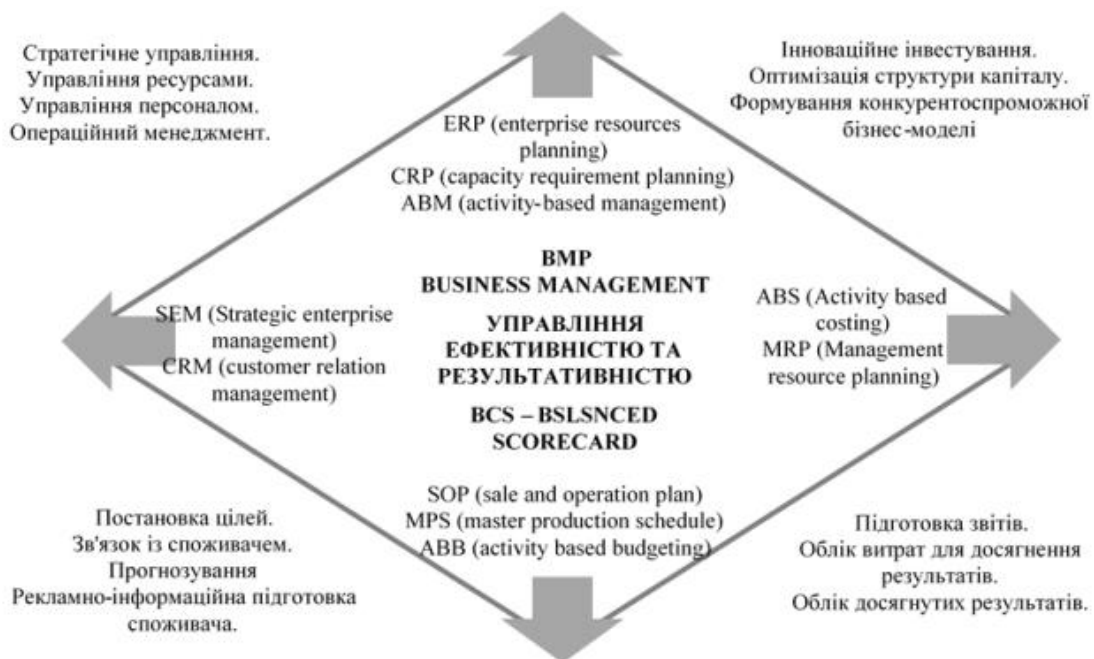 Стратегічне управління.
Управління ресурсами.
Управління персоналом.
Операційний менеджмент.
Інноваційне інвестування.
Оптимізація структури капіталу.
Формування конкурентоспроможної
бізнес-моделі
ERP (enterprise resources
planning)
CRP (capacity requirement planning)
ABM (activity-based management)
SEM (Strategic enterprise
management)
CRM (customer relation
management)
BMP
BUSINESS MANAGEMENT
УПРАВЛІННЯ
ЕФЕКТИВНІСТЮ ТА
РЕЗУЛЬТАТИВНІСТЮ
BCS – BSLSNCED
SCORECARD
ABS (Activity based
costing)
MRP (Management
resource planning)
SOP (sale and operation plan)
MPS (master production schedule)
ABB (activity based budgeting)
Постановка цілей.
Зв'язок із споживачем.
Прогнозування
Рекламно-інформаційна підготовка
споживача.
Підготовка звітів.
Облік витрат для досягнення
результатів.
Облік досягнутих результатів.